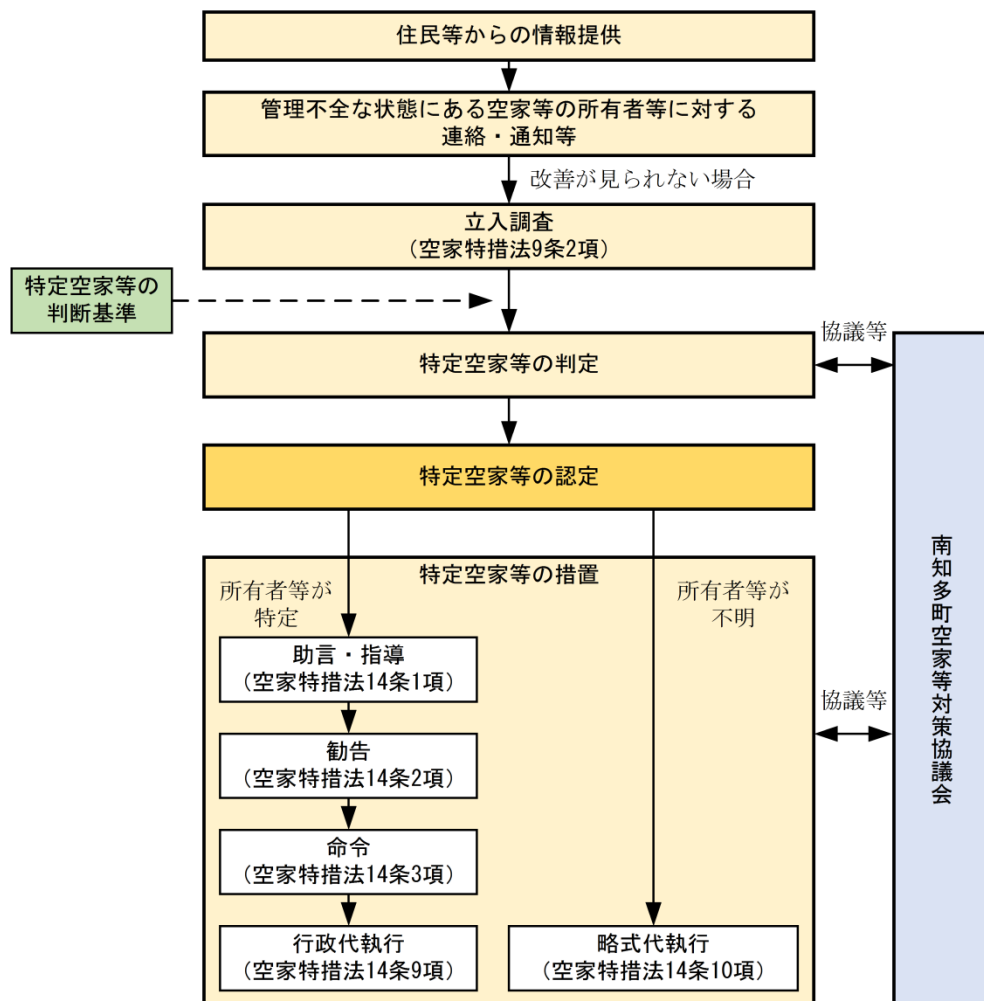 住民等からの情報提供
管理不全な状態にある空家等の所有者等に対する
連絡・通知等
改善が見られない場合
立入調査
(空家特措法9条2項)
特定空家等の
判断基準
協議等
特定空家等の判定
特定空家等の認定
特定空家等の措置
所有者等が
特定
所有者等が
不明
助言・指導
(空家特措法14条1項)
勧告
(空家特措法14条2項)
命令
(空家特措法14条3項)
行政代執行
(空家特措法14条9項)
略式代執行
(空家特措法14条10項)
協議等
南知多町空家等対策協議会